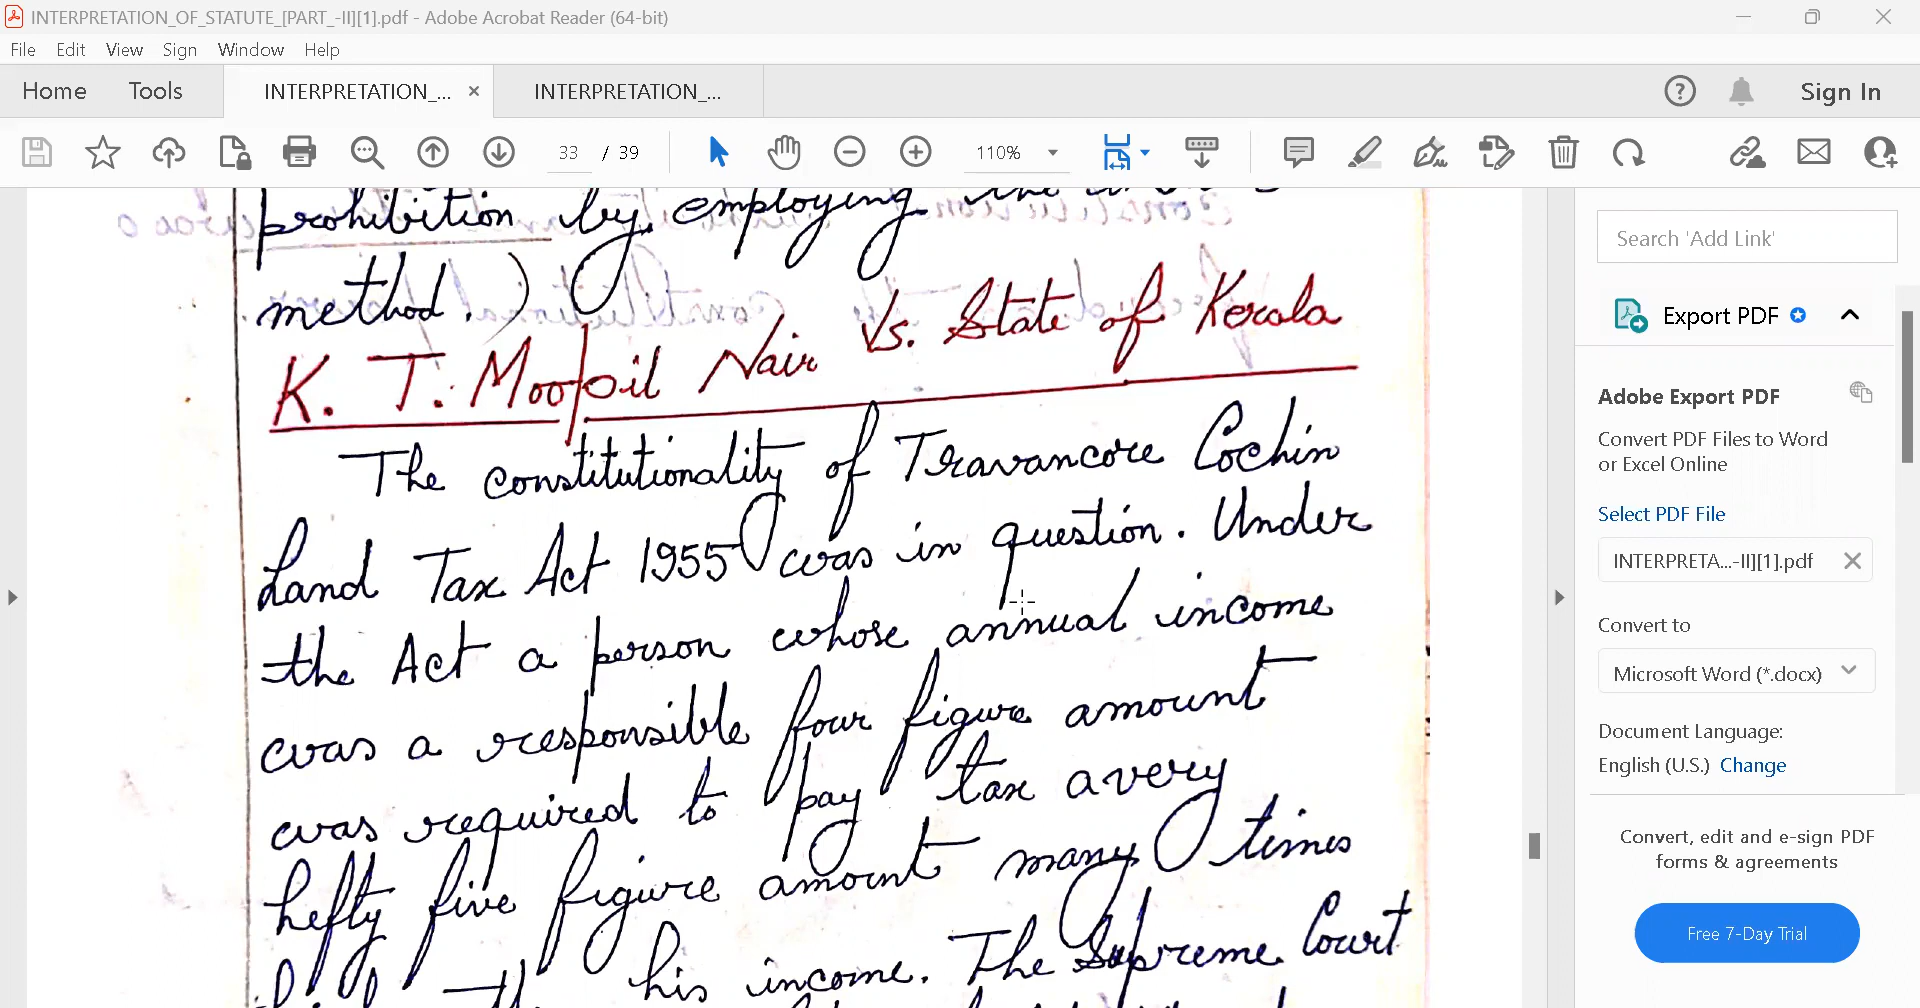 INTERPRETATION_OF_STATUTE_[PART_-II][1].pdf - Adobe Acrobat Reader (64-bit)
File Edit View Sign Window Help
Home Tools INTERPRETATION_... × INTERPRETATION_... Sign In
33 / 39 110%
prohibition by employing
method.)
K. T. Moopil Nair Vs. State of Kerala
The constitutionality of Travancore Cochin
Land Tax Act 1955 was in question. Under
the Act a person whose annual income
was a responsible four figure amount
was required to pay tax avery
hefty five figure amount many times
his income. The Supreme Court
Search 'Add Link'
Export PDF
Adobe Export PDF
Convert PDF Files to Word
or Excel Online
Select PDF File
INTERPRETA...-II][1].pdf
Convert to
Microsoft Word (*.docx)
Document Language:
English (U.S.) Change
Convert, edit and e-sign PDF
forms & agreements
Free 7-Day Trial